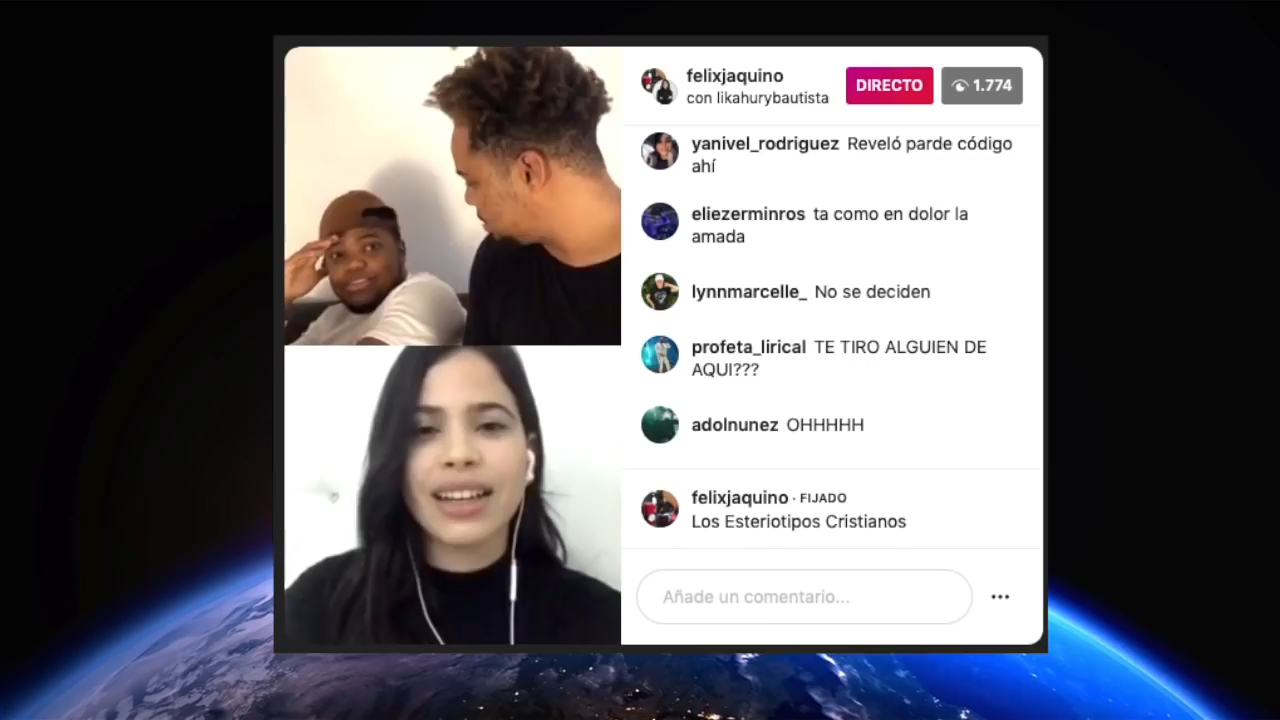 felixjaquino
con likahurybautista
DIRECTO
1.774
yanivel_rodriguez Reveló parde código
ahí
eliezerminros ta como en dolor la
amada
lynnmarcelle_ No se deciden
profeta_lirical TE TIRO ALGUIEN DE
AQUI???
adolnunez OHHHHH
felixjaquino · FIJADO
Los Esteriotipos Cristianos
Añade un comentario...